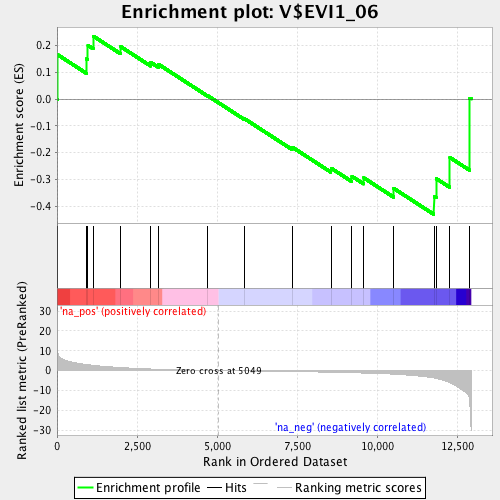 Enrichment plot: V$EVI1_06
Enrichment score (ES)
0.2
0.1
0.0
-0.1
-0.2
-0.3
-0.4
'na_pos' (positively correlated)
Ranked list metric (PreRanked)
30
20
10
0
-10
-20
-30
Zero cross at 5049
'na_neg' (negatively correlated)
0
2,500
5,000
7,500
10,000
12,500
Rank in Ordered Dataset
Enrichment profile
Hits
Ranking metric scores